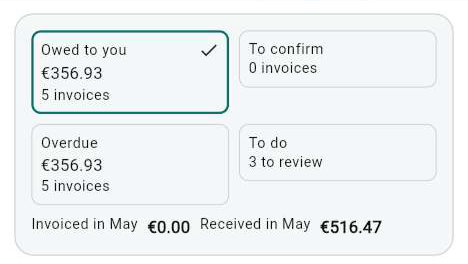 Owed to you
€356.93
5 invoices
To confirm
0 invoices
Overdue
€356.93
5 invoices
To do
3 to review
Invoiced in May €0.00 Received in May €516.47